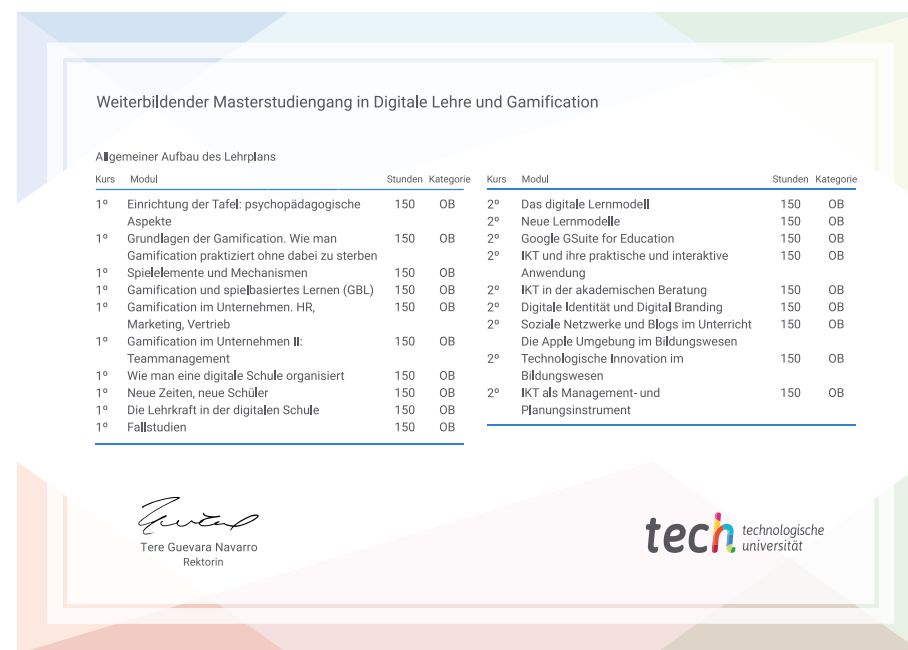 Weiterbildender Masterstudiengang in Digitale Lehre und Gamification
Allgemeiner Aufbau des Lehrplans
Kurs Modul Stunden Kategorie
1º Einrichtung der Tafel: psychopädagogische 150 OB
Aspekte
1º Grundlagen der Gamification. Wie man 150 OB
Gamification praktiziert ohne dabei zu sterben
1º Spielelemente und Mechanismen 150 OB
1º Gamification und spielbasiertes Lernen (GBL) 150 OB
1º Gamification im Unternehmen. HR, 150 OB
Marketing, Vertrieb
1º Gamification im Unternehmen II: 150 OB
Teammanagement
1º Wie man eine digitale Schule organisiert 150 OB
1º Neue Zeiten, neue Schüler 150 OB
1º Die Lehrkraft in der digitalen Schule 150 OB
1º Fallstudien 150 OB
Kurs Modul Stunden Kategorie
2º Das digitale Lernmodell 150 OB
2º Neue Lernmodelle 150 OB
2º Google GSuite for Education 150 OB
2º IKT und ihre praktische und interaktive 150 OB
Anwendung
2º IKT in der akademischen Beratung 150 OB
2º Digitale Identität und Digital Branding 150 OB
2º Soziale Netzwerke und Blogs im Unterricht 150 OB
Die Apple Umgebung im Bildungswesen
2º Technologische Innovation im 150 OB
Bildungswesen
2º IKT als Management- und 150 OB
Planungsinstrument
Tere Guevara Navarro
Rektorin
tech technologische
universität